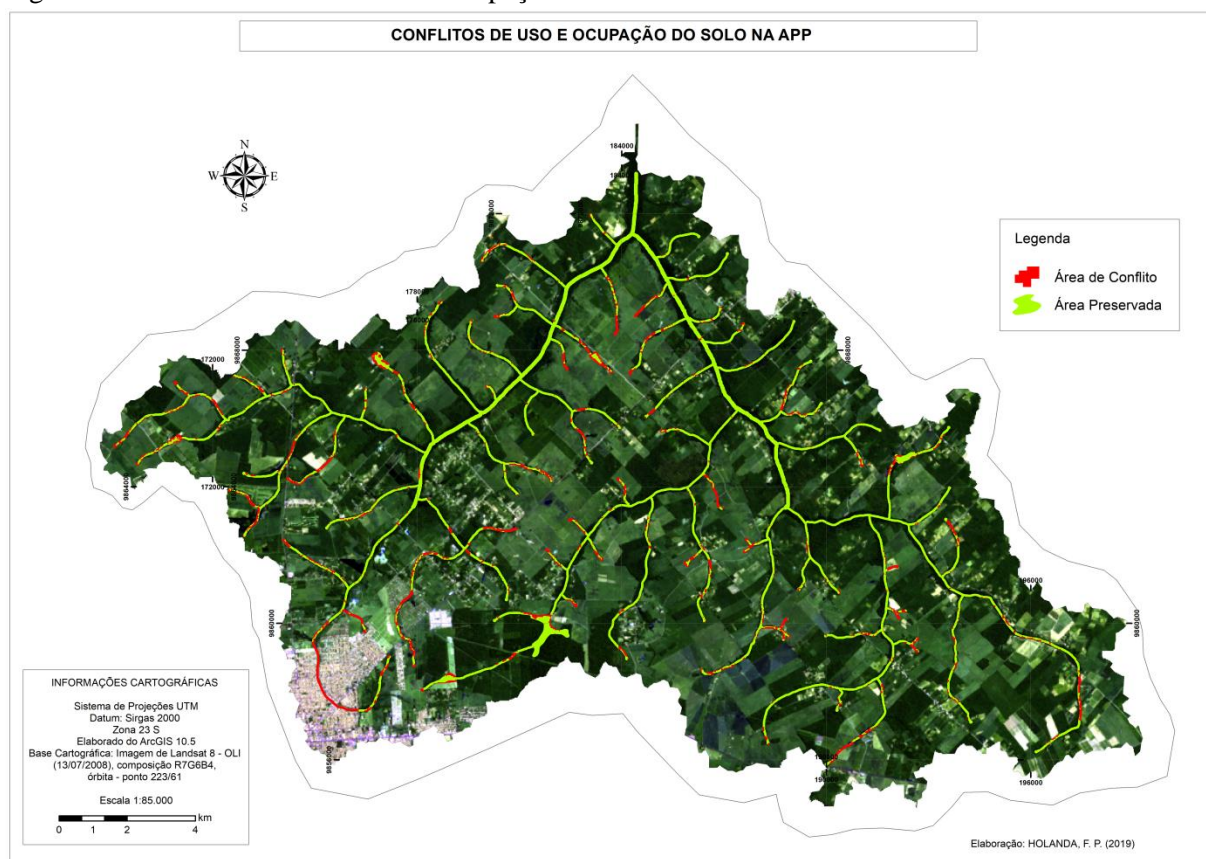 CONFLITOS DE USO E OCUPAÇÃO DO SOLO NA APP
N
W
E
S
184000
178000
172000
9868000
9868000
172000
196000
9860000
9860000
196000
Legenda
Área de Conflito
Área Preservada
INFORMAÇÕES CARTOGRÁFICAS
Sistema de Projeções UTM
Datum: Sirgas 2000
Zona 23 S
Elaborado do ArcGIS 10.5
Base Cartográfica: Imagem de Landsat 8 - OLI
(13/07/2008), composição R7G6B4,
órbita - ponto 223/61
Escala 1:85.000
0 1 2 4 km
Elaboração: HOLANDA, F. P. (2019)